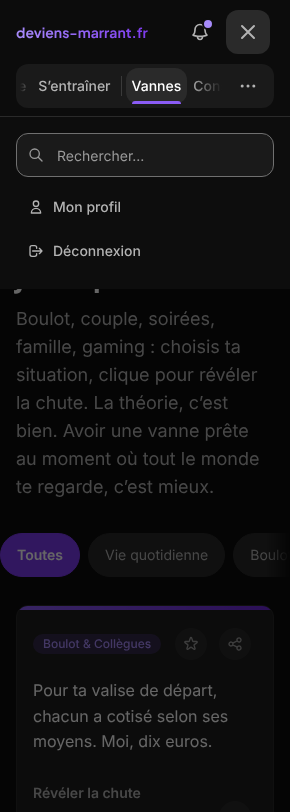 deviens-marrant.fr
S'entraîner
Vannes
Con
Rechercher...
Mon profil
Déconnexion
Boulot, couple, soirées,
famille, gaming : choisis ta
situation, clique pour révéler
la chute. La théorie, c'est
bien. Avoir une vanne prête
au moment où tout le monde
te regarde, c'est mieux.
Toutes
Vie quotidienne
Boulo
Boulot & Collègues
Pour ta valise de départ,
chacun a cotisé selon ses
moyens. Moi, dix euros.
Révéler la chute